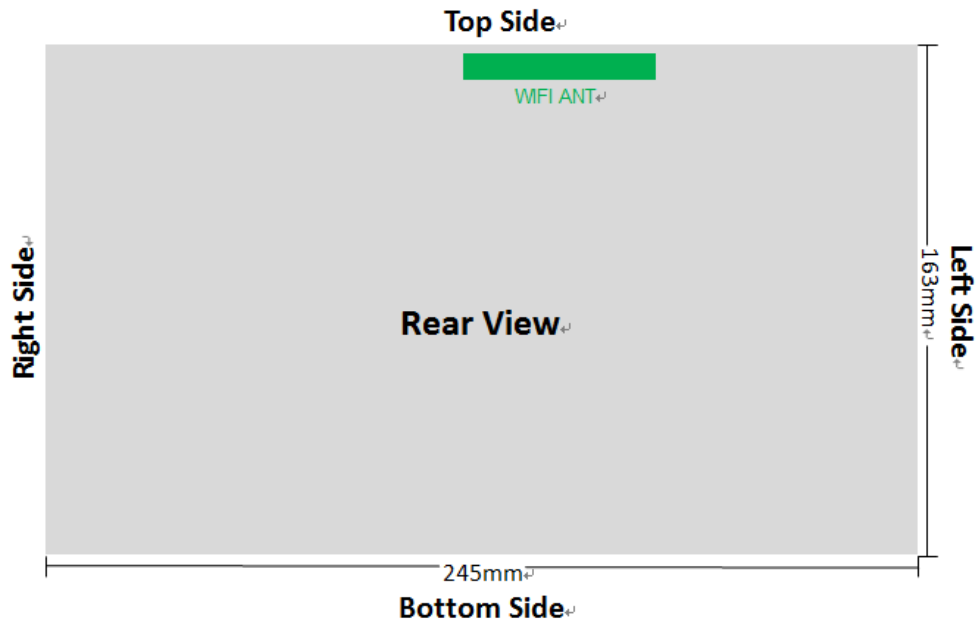 Top Side
WIFI ANT
Right Side
Rear View
163mm
Left Side
245mm
Bottom Side